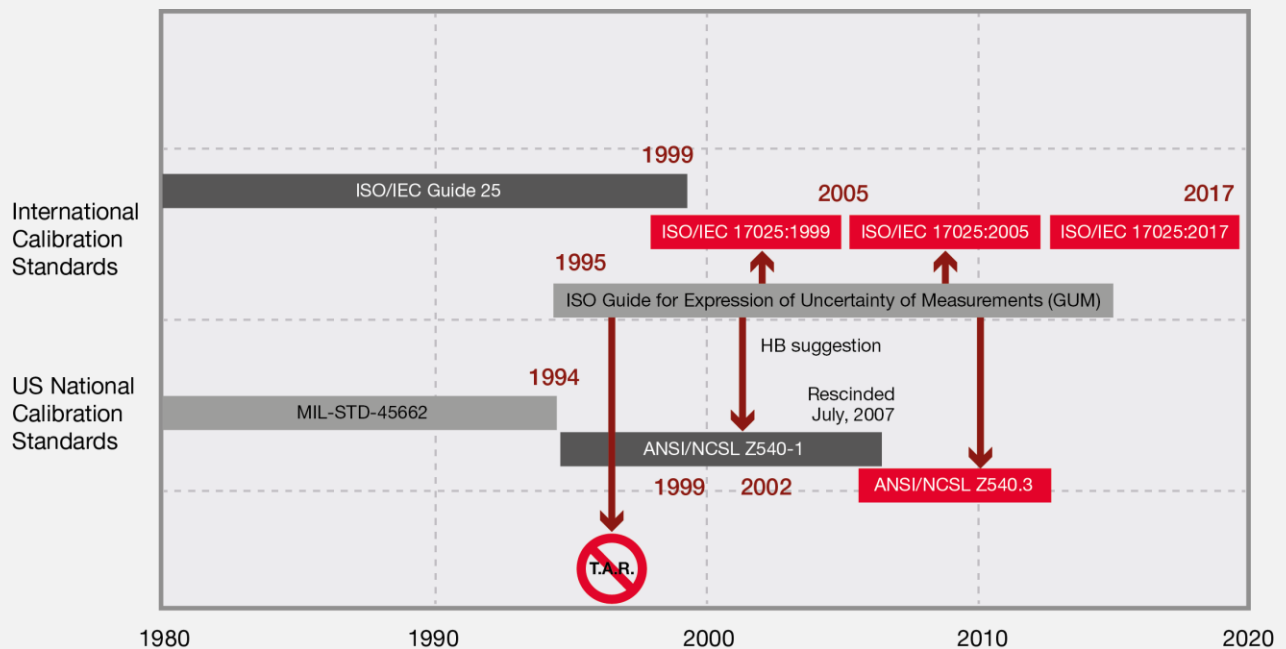 1999
ISO/IEC Guide 25
International
Calibration
Standards
2005
2017
ISO/IEC 17025:1999
ISO/IEC 17025:2005
ISO/IEC 17025:2017
1995
ISO Guide for Expression of Uncertainty of Measurements (GUM)
HB suggestion
US National
Calibration
Standards
1994
MIL-STD-45662
Rescinded
July, 2007
ANSI/NCSL Z540-1
1999
2002
ANSI/NCSL Z540.3
T.A.R.
1980
1990
2000
2010
2020